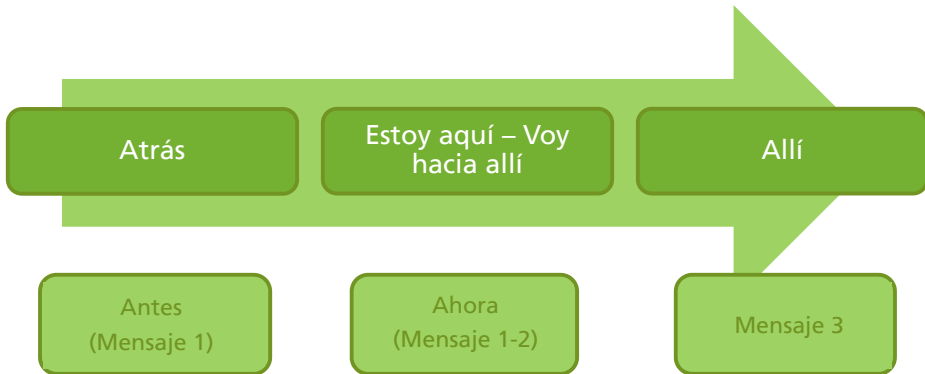 Atrás
Estoy aquí – Voy
hacia allí
Allí
Antes
(Mensaje 1)
Ahora
(Mensaje 1-2)
Mensaje 3